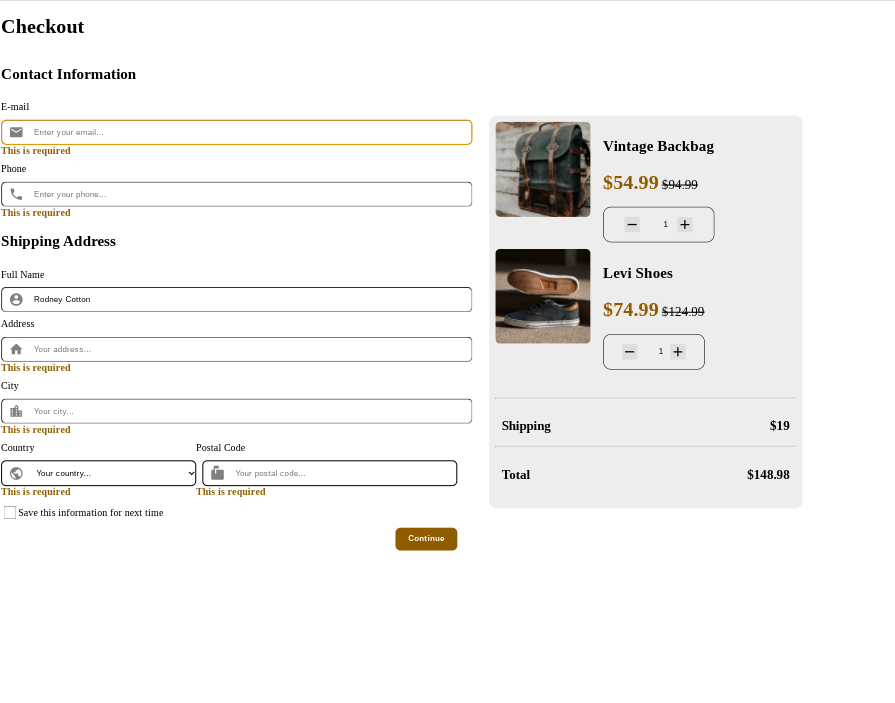 Checkout
Contact Information
E-mail
Enter your email...
This is required
Phone
Enter your phone...
This is required
Shipping Address
Full Name
Rodney Cotton
Address
Your address...
This is required
City
Your city...
This is required
Country Postal Code
Your country... Your postal code...
This is required This is required
Save this information for next time
Continue
Vintage Backbag
$54.99 $94.99
1
Levi Shoes
$74.99 $124.99
1
Shipping $19
Total $148.98